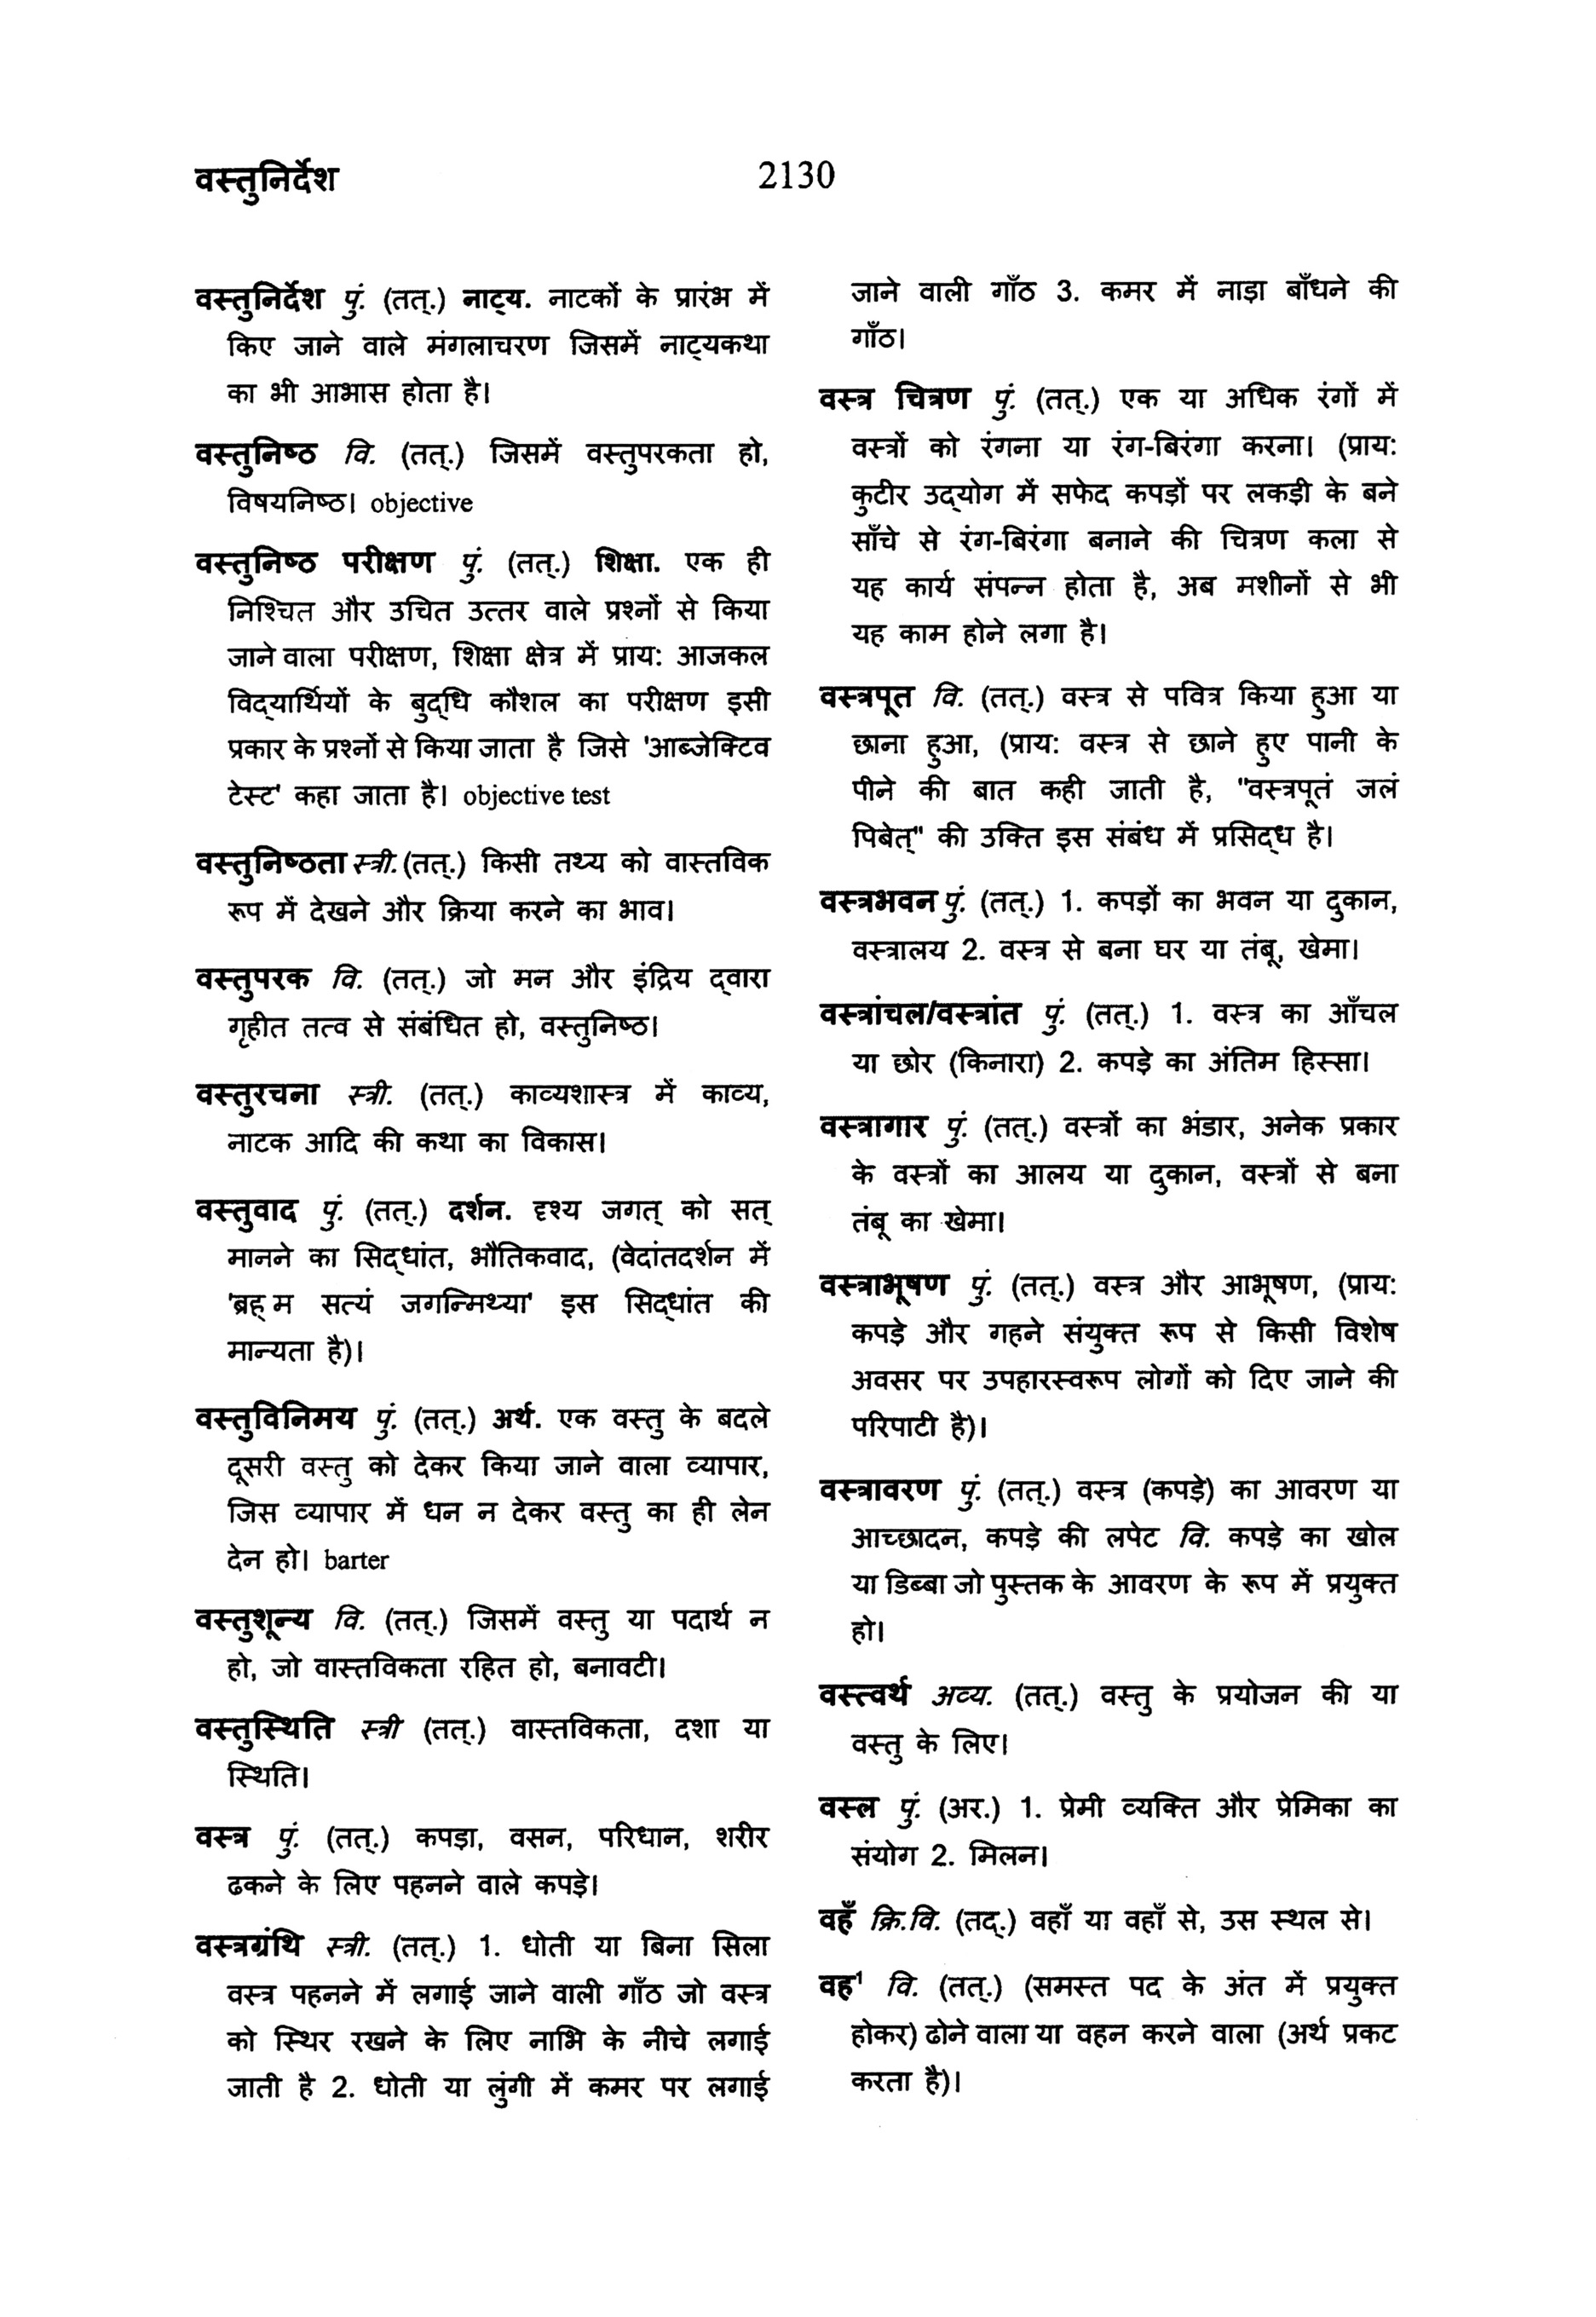 वस्तुनिर्देश
2130
वस्तुनिर्देश पुं. (तत्.) नाट्य. नाटकों के प्रारंभ में
किए जाने वाले मंगलाचरण जिसमें नाट्यकथा
का भी आभास होता है।
वस्तुनिष्ठ वि. (तत्.) जिसमें वस्तुपरकता हो,
विषयनिष्ठ। objective
वस्तुनिष्ठ परीक्षण पुं. (तत्.) शिक्षा. एक ही
निश्चित और उचित उत्तर वाले प्रश्नों से किया
जाने वाला परीक्षण, शिक्षा क्षेत्र में प्राय: आजकल
विद्यार्थियों के बुद्धि कौशल का परीक्षण इसी
प्रकार के प्रश्नों से किया जाता है जिसे 'आब्जेक्टिव
टेस्ट' कहा जाता है। objective test
वस्तुनिष्ठता स्त्री. (तत्.) किसी तथ्य को वास्तविक
रूप में देखने और क्रिया करने का भाव।
वस्तुपरक वि. (तत्.) जो मन और इंद्रिय द्वारा
गृहीत तत्व से संबंधित हो, वस्तुनिष्ठ।
वस्तुरचना स्त्री. (तत्.) काव्यशास्त्र में काव्य,
नाटक आदि की कथा का विकास।
वस्तुवाद पुं. (तत्.) दर्शन. दृश्य जगत् को सत्
मानने का सिद्धांत, भौतिकवाद, (वेदांतदर्शन में
'ब्रह्म सत्यं जगन्मिथ्या' इस सिद्धांत की
मान्यता है)।
वस्तुविनिमय पुं. (तत्.) अर्थ. एक वस्तु के बदले
दूसरी वस्तु को देकर किया जाने वाला व्यापार,
जिस व्यापार में धन न देकर वस्तु का ही लेन
देन हो। barter
वस्तुशून्य वि. (तत्.) जिसमें वस्तु या पदार्थ न
हो, जो वास्तविकता रहित हो, बनावटी।
वस्तुस्थिति स्त्री (तत्.) वास्तविकता, दशा या
स्थिति।
वस्त्र पुं. (तत्.) कपड़ा, वसन, परिधान, शरीर
ढकने के लिए पहनने वाले कपड़े।
वस्त्रग्रंथि स्त्री. (तत्.) 1. धोती या बिना सिला
वस्त्र पहनने में लगाई जाने वाली गाँठ जो वस्त्र
को स्थिर रखने के लिए नाभि के नीचे लगाई
जाती है 2. धोती या लुंगी में कमर पर लगाई
जाने वाली गाँठ 3. कमर में नाड़ा बाँधने की
गाँठ।
वस्त्र चित्रण पुं. (तत्.) एक या अधिक रंगों में
वस्त्रों को रंगना या रंग-बिरंगा करना। (प्राय:
कुटीर उद्योग में सफेद कपड़ों पर लकड़ी के बने
साँचे से रंग-बिरंगा बनाने की चित्रण कला से
यह कार्य संपन्न होता है, अब मशीनों से भी
यह काम होने लगा है।
वस्त्रपूत वि. (तत्.) वस्त्र से पवित्र किया हुआ या
छाना हुआ, (प्राय: वस्त्र से छाने हुए पानी के
पीने की बात कही जाती है, "वस्त्रपूतं जलं
पिबेत्" की उक्ति इस संबंध में प्रसिद्ध है।
वस्त्रभवन पुं. (तत्.) 1. कपड़ों का भवन या दुकान,
वस्त्रालय 2. वस्त्र से बना घर या तंबू, खेमा।
वस्त्रांचल/वस्त्रांत पुं. (तत्.) 1. वस्त्र का आँचल
या छोर (किनारा) 2. कपड़े का अंतिम हिस्सा।
वस्त्रागार पुं. (तत्.) वस्त्रों का भंडार, अनेक प्रकार
के वस्त्रों का आलय या दुकान, वस्त्रों से बना
तंबू का खेमा।
वस्त्राभूषण पुं. (तत्.) वस्त्र और आभूषण, (प्राय:
कपड़े और गहने संयुक्त रूप से किसी विशेष
अवसर पर उपहारस्वरूप लोगों को दिए जाने की
परिपाटी है)।
वस्त्रावरण पुं. (तत्.) वस्त्र (कपड़े) का आवरण या
आच्छादन, कपड़े की लपेट वि. कपड़े का खोल
या डिब्बा जो पुस्तक के आवरण के रूप में प्रयुक्त
हो।
वस्त्वर्थ अव्य. (तत्.) वस्तु के प्रयोजन की या
वस्तु के लिए।
वस्ल पुं. (अर.) 1. प्रेमी व्यक्ति और प्रेमिका का
संयोग 2. मिलन।
वहँ क्रि.वि. (तद्.) वहाँ या वहाँ से, उस स्थल से।
वह¹ वि. (तत्.) (समस्त पद के अंत में प्रयुक्त
होकर) ढोने वाला या वहन करने वाला (अर्थ प्रकट
करता है)।